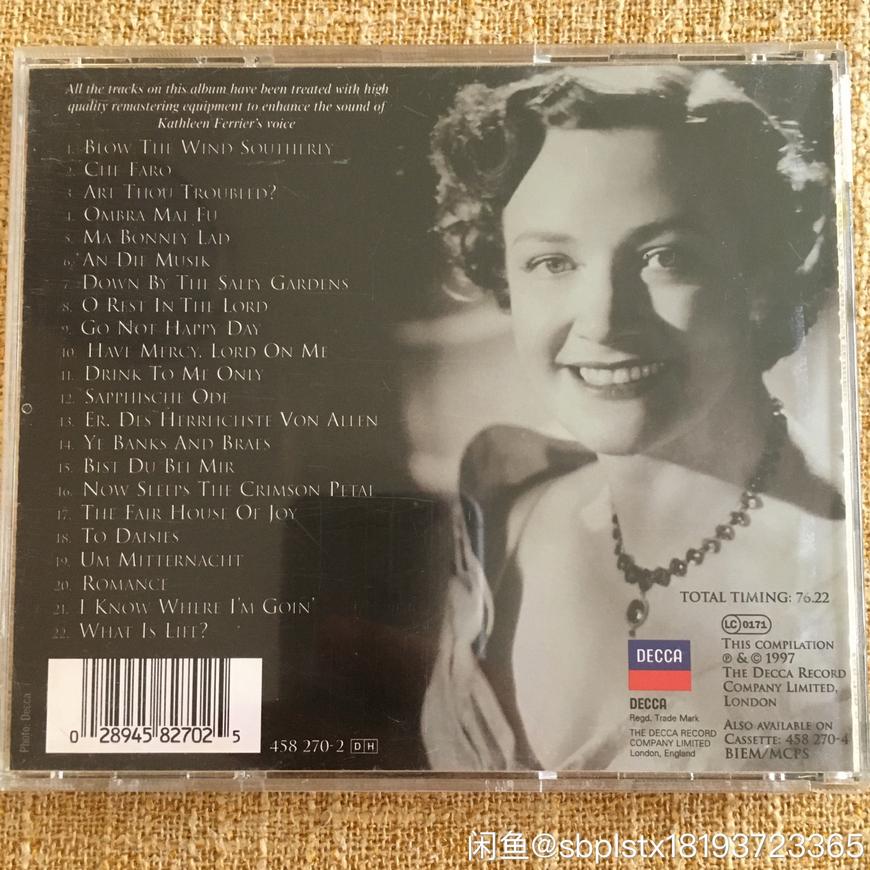 All the tracks on this album have been treated with high
quality remastering equipment to enhance the sound of
Kathleen Ferrier's voice
1. Blow The Wind Southerly
2. Che Faro
3. Art Thou Troubled?
4. Ombra Mai Fu
5. Ma Bonney Lad
6. An Die Musik
7. Down By The Salpy Gardens
8. O Rest In The Lord
9. Go Not Happy Day
10. Have Mercy, Lord On Me
11. Drink To Me Only
12. Sapphische Ode
13. Er, Des Herrlichste Von Allen
14. Ye Banks And Braes
15. Bist Du Bei Mir
16. Now Sleeps The Crimson Petal
17. The Fair House Of Joy
18. To Daisies
19. Um Mitternacht
20. Romance
21. I Know Where I'm Goin'
22. What Is Life?
TOTAL TIMING: 76.22
LC 0171
This compilation
℗ & © 1997
The Decca Record
Company Limited,
London
Also available on
Cassette: 458 270-4
BIEM/MCPS
DECCA
DECCA
Regd. Trade Mark
THE DECCA RECORD
COMPANY LIMITED
London, England
Photo: Decca
0 28945 82702 5
458 270-2 DH
闲鱼@sbplstx18193723365